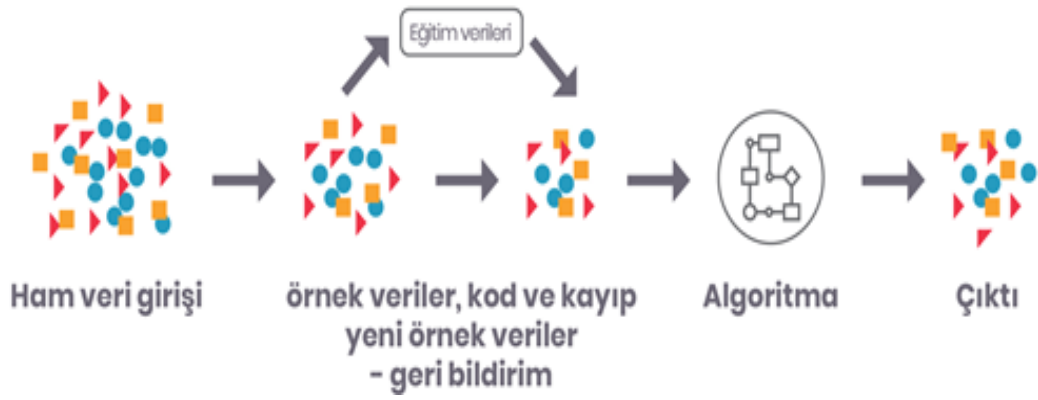 Eğitim verileri
Ham veri girişi
örnek veriler, kod ve kayıp
yeni örnek veriler
- geri bildirim
Algoritma
Çıktı